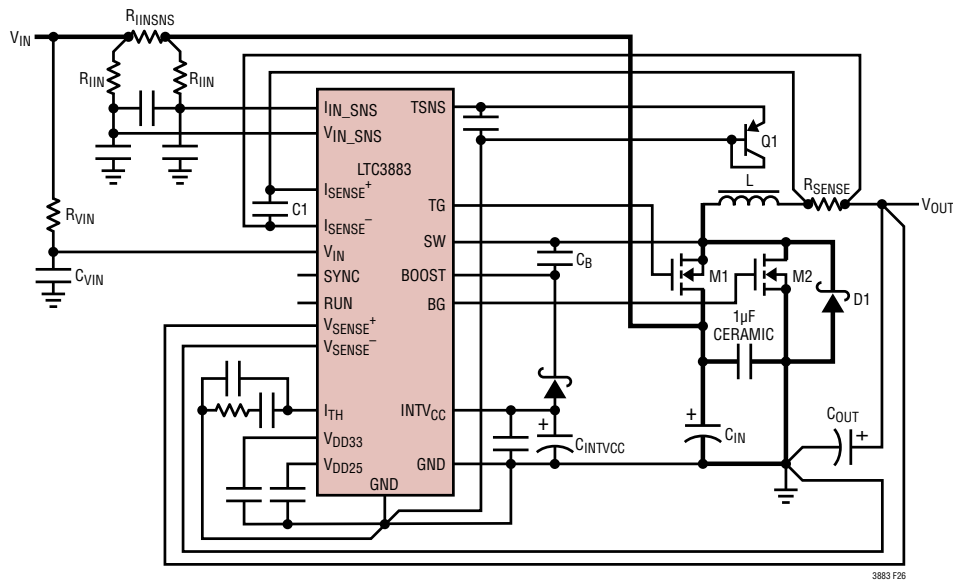 RIINSNS
VIN
RIIN
RIIN
IIN_SNS
TSNS
VIN_SNS
Q1
LTC3883
L
RSENSE
ISENSE+
C1
TG
VOUT
RVIN
ISENSE−
SW
VIN
CB
CVIN
SYNC
BOOST
M1
M2
RUN
BG
D1
VSENSE+
1µF
CERAMIC
VSENSE−
ITH
INTVCC
+
+
CIN
COUT
+
VDD33
CINTVCC
VDD25
GND
GND
3883 F26